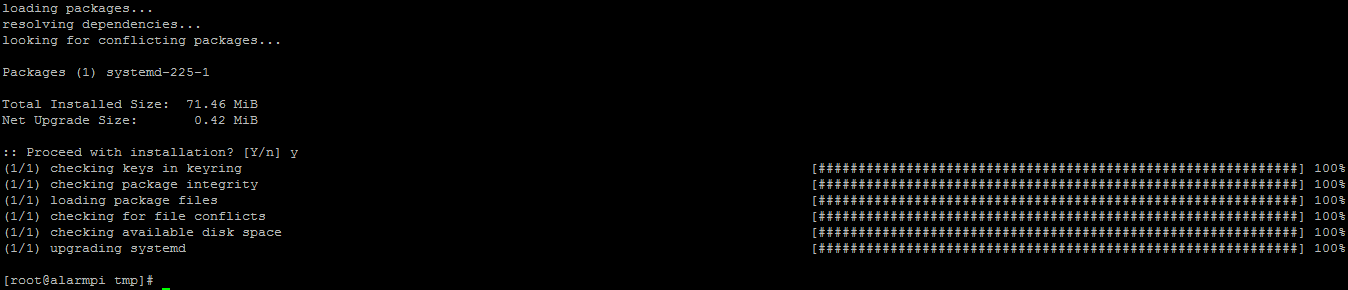 loading packages...
resolving dependencies...
looking for conflicting packages...
Packages (1) systemd-225-1
Total Installed Size:  71.46 MiB
Net Upgrade Size:       0.42 MiB
:: Proceed with installation? [Y/n] y
(1/1) checking keys in keyring [############################################################] 100%
(1/1) checking package integrity [############################################################] 100%
(1/1) loading package files [############################################################] 100%
(1/1) checking for file conflicts [############################################################] 100%
(1/1) checking available disk space [############################################################] 100%
(1/1) upgrading systemd [############################################################] 100%
[root@alarmpi tmp]#